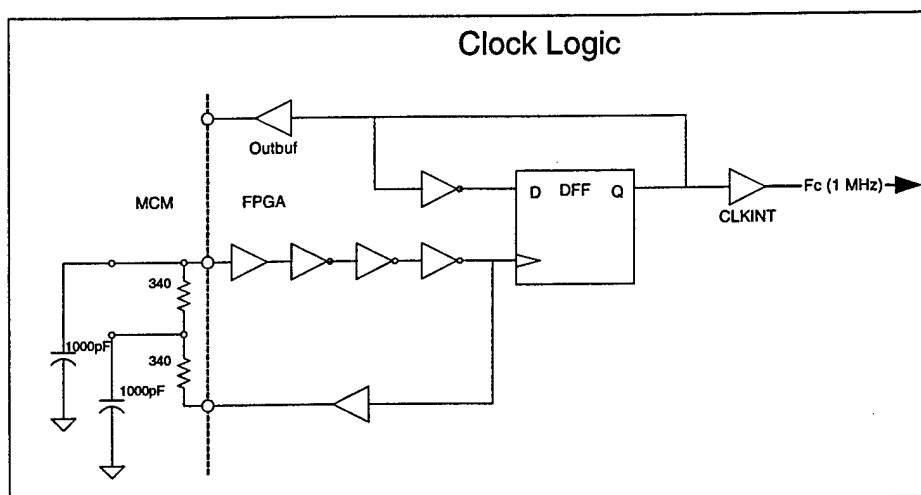 Clock Logic
Outbuf
MCM
FPGA
D DFF Q
CLKINT
Fc (1 MHz)
340
1000pF
340
1000pF